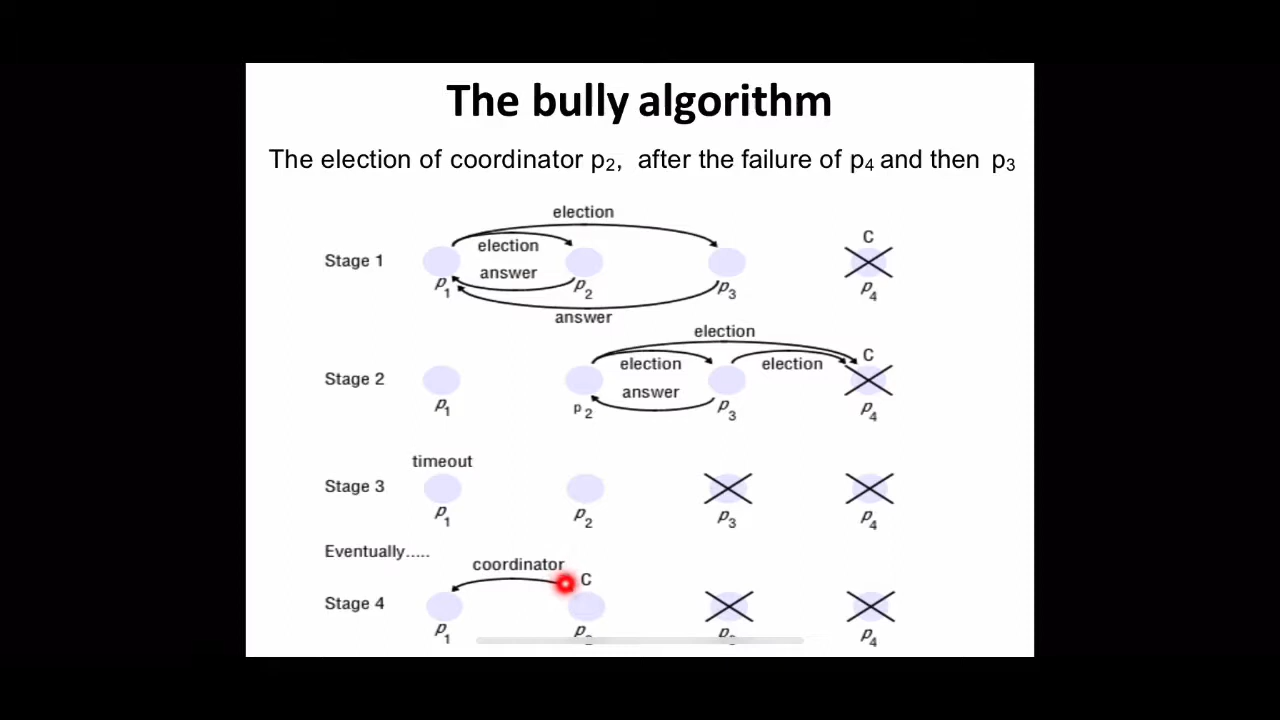 The bully algorithm
The election of coordinator p2, after the failure of p4 and then p3
election
C
election
Stage 1
answer
p1 p2 p3 p4
answer
election
C
election election
Stage 2
answer
p1 p2 p3 p4
timeout
Stage 3
p1 p2 p3 p4
Eventually.....
coordinator
C
Stage 4
p1 p4